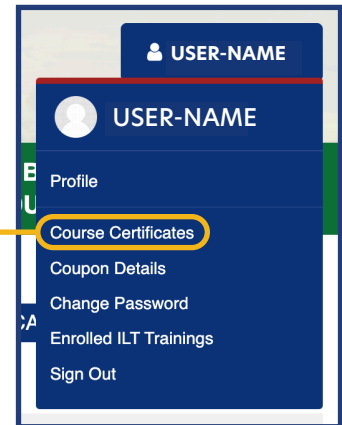 USER-NAME
USER-NAME
Profile
Course Certificates
Coupon Details
Change Password
Enrolled ILT Trainings
Sign Out